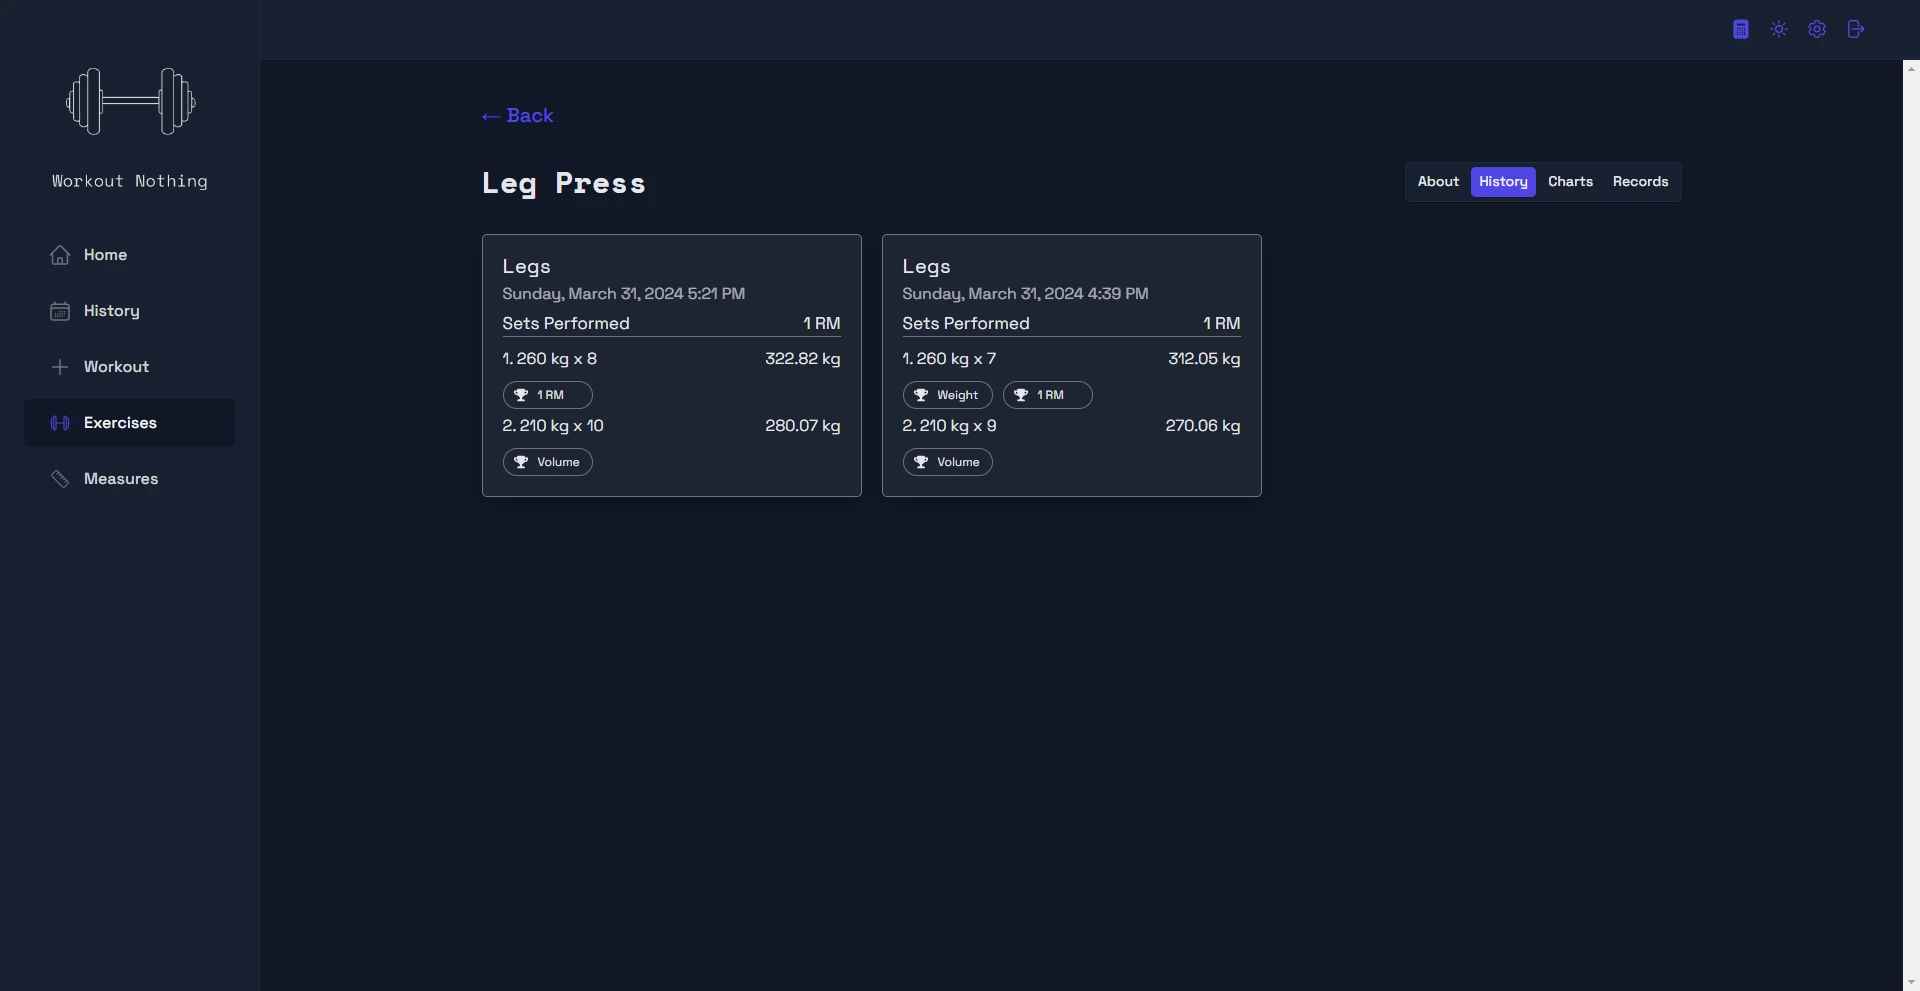 Workout Nothing
Home
History
Workout
Exercises
Measures
← Back
Leg Press
About History Charts Records
Legs
Sunday, March 31, 2024 5:21 PM
Sets Performed 1 RM
1. 260 kg x 8 322.82 kg
1 RM
2. 210 kg x 10 280.07 kg
Volume
Legs
Sunday, March 31, 2024 4:39 PM
Sets Performed 1 RM
1. 260 kg x 7 312.05 kg
Weight 1 RM
2. 210 kg x 9 270.06 kg
Volume